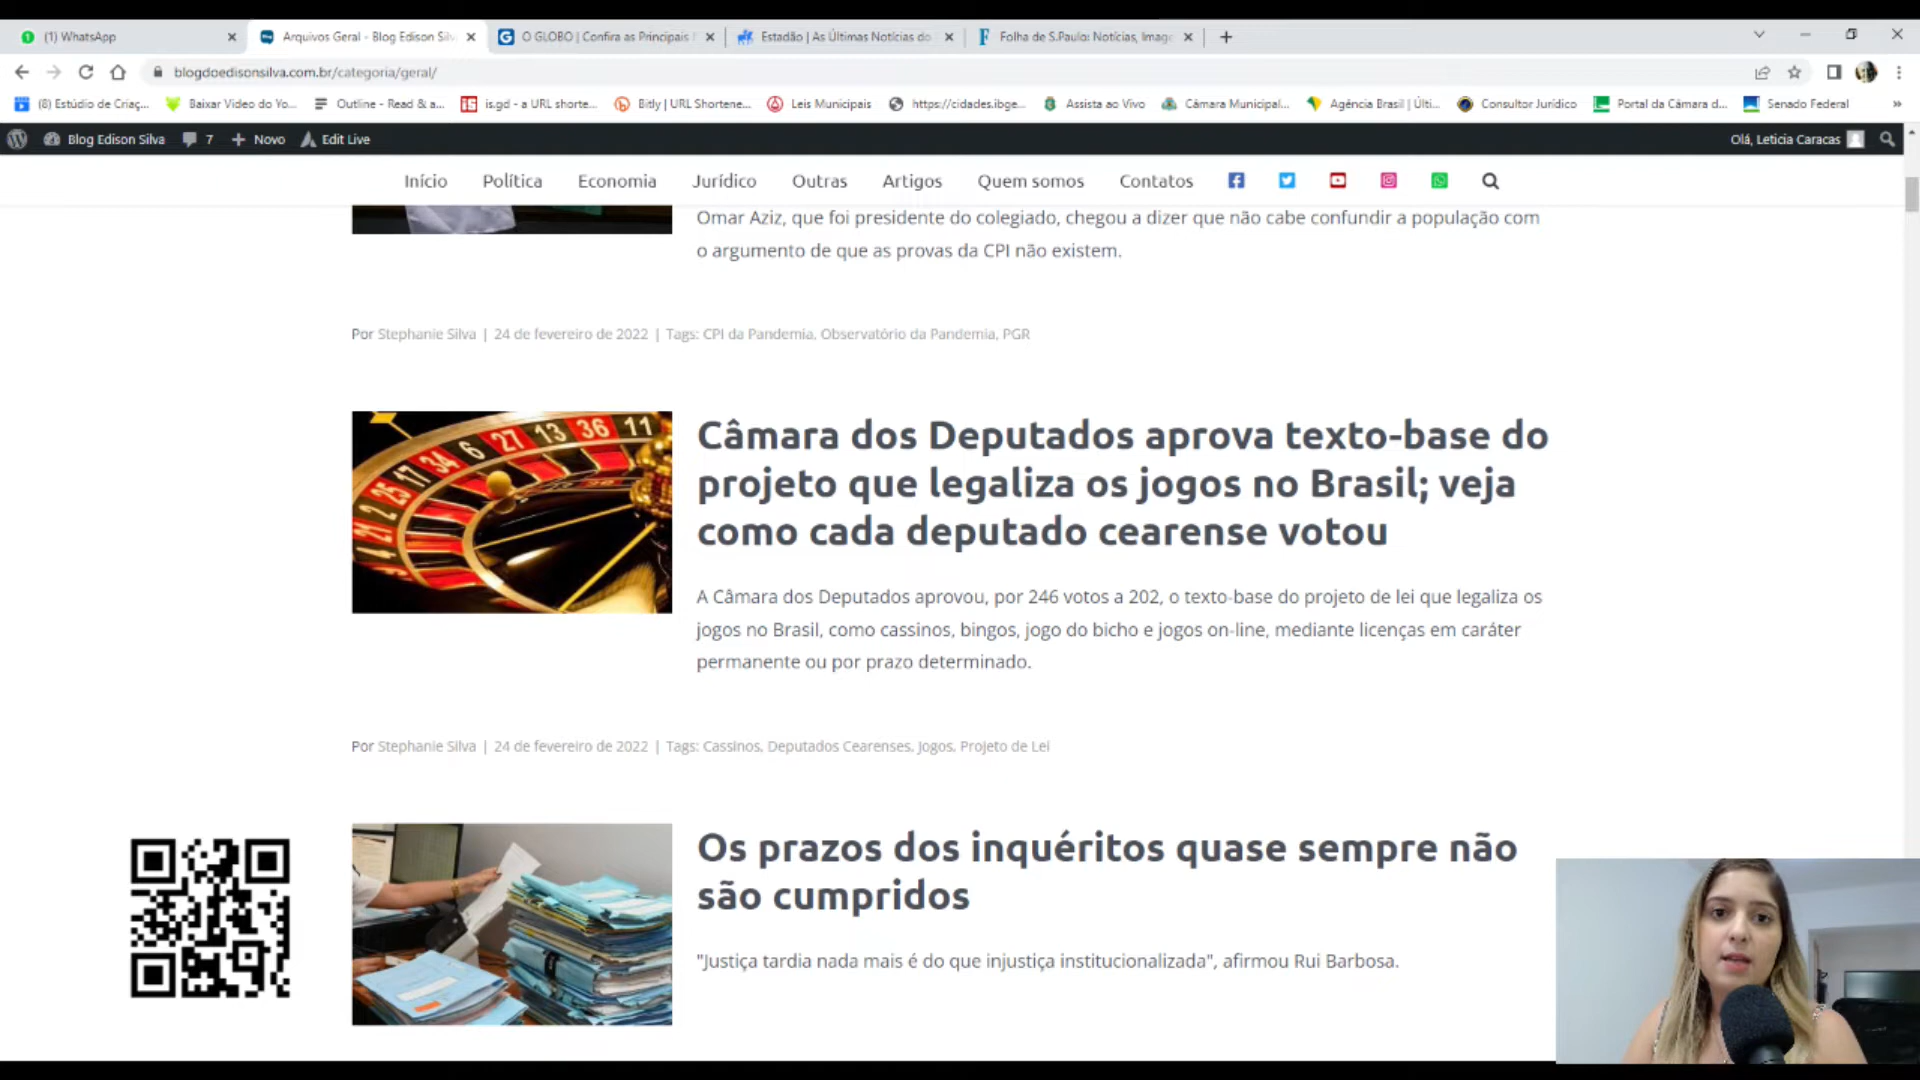 (1) WhatsApp
Arquivos Geral - Blog Edison Silv
O GLOBO | Confira as Principais
Estadão | As Últimas Notícias do
Folha de S.Paulo: Notícias, Imag
blogdoedisonsilva.com.br/categoria/geral/
(8) Estúdio de Criaç...
Baixar Video do Yo...
Outline - Read & a...
is.gd - a URL shorte...
Bitly | URL Shortene...
Leis Municipais
https://cidades.ibge...
Assista ao Vivo
Câmara Municipal...
Agência Brasil | Últi...
Consultor Jurídico
Portal da Câmara d...
Senado Federal
»
Blog Edison Silva
7
Novo
Edit Live
Olá, Leticia Caracas
Início
Política
Economia
Jurídico
Outras
Artigos
Quem somos
Contatos
Omar Aziz, que foi presidente do colegiado, chegou a dizer que não cabe confundir a população com
o argumento de que as provas da CPI não existem.
Por Stephanie Silva | 24 de fevereiro de 2022 | Tags: CPI da Pandemia, Observatório da Pandemia, PGR
Câmara dos Deputados aprova texto-base do
projeto que legaliza os jogos no Brasil; veja
como cada deputado cearense votou
A Câmara dos Deputados aprovou, por 246 votos a 202, o texto-base do projeto de lei que legaliza os
jogos no Brasil, como cassinos, bingos, jogo do bicho e jogos on-line, mediante licenças em caráter
permanente ou por prazo determinado.
17 34 6 27 13 36 11
25
2
Por Stephanie Silva | 24 de fevereiro de 2022 | Tags: Cassinos, Deputados Cearenses, Jogos, Projeto de Lei
Os prazos dos inquéritos quase sempre não
são cumpridos
"Justiça tardia nada mais é do que injustiça institucionalizada", afirmou Rui Barbosa.